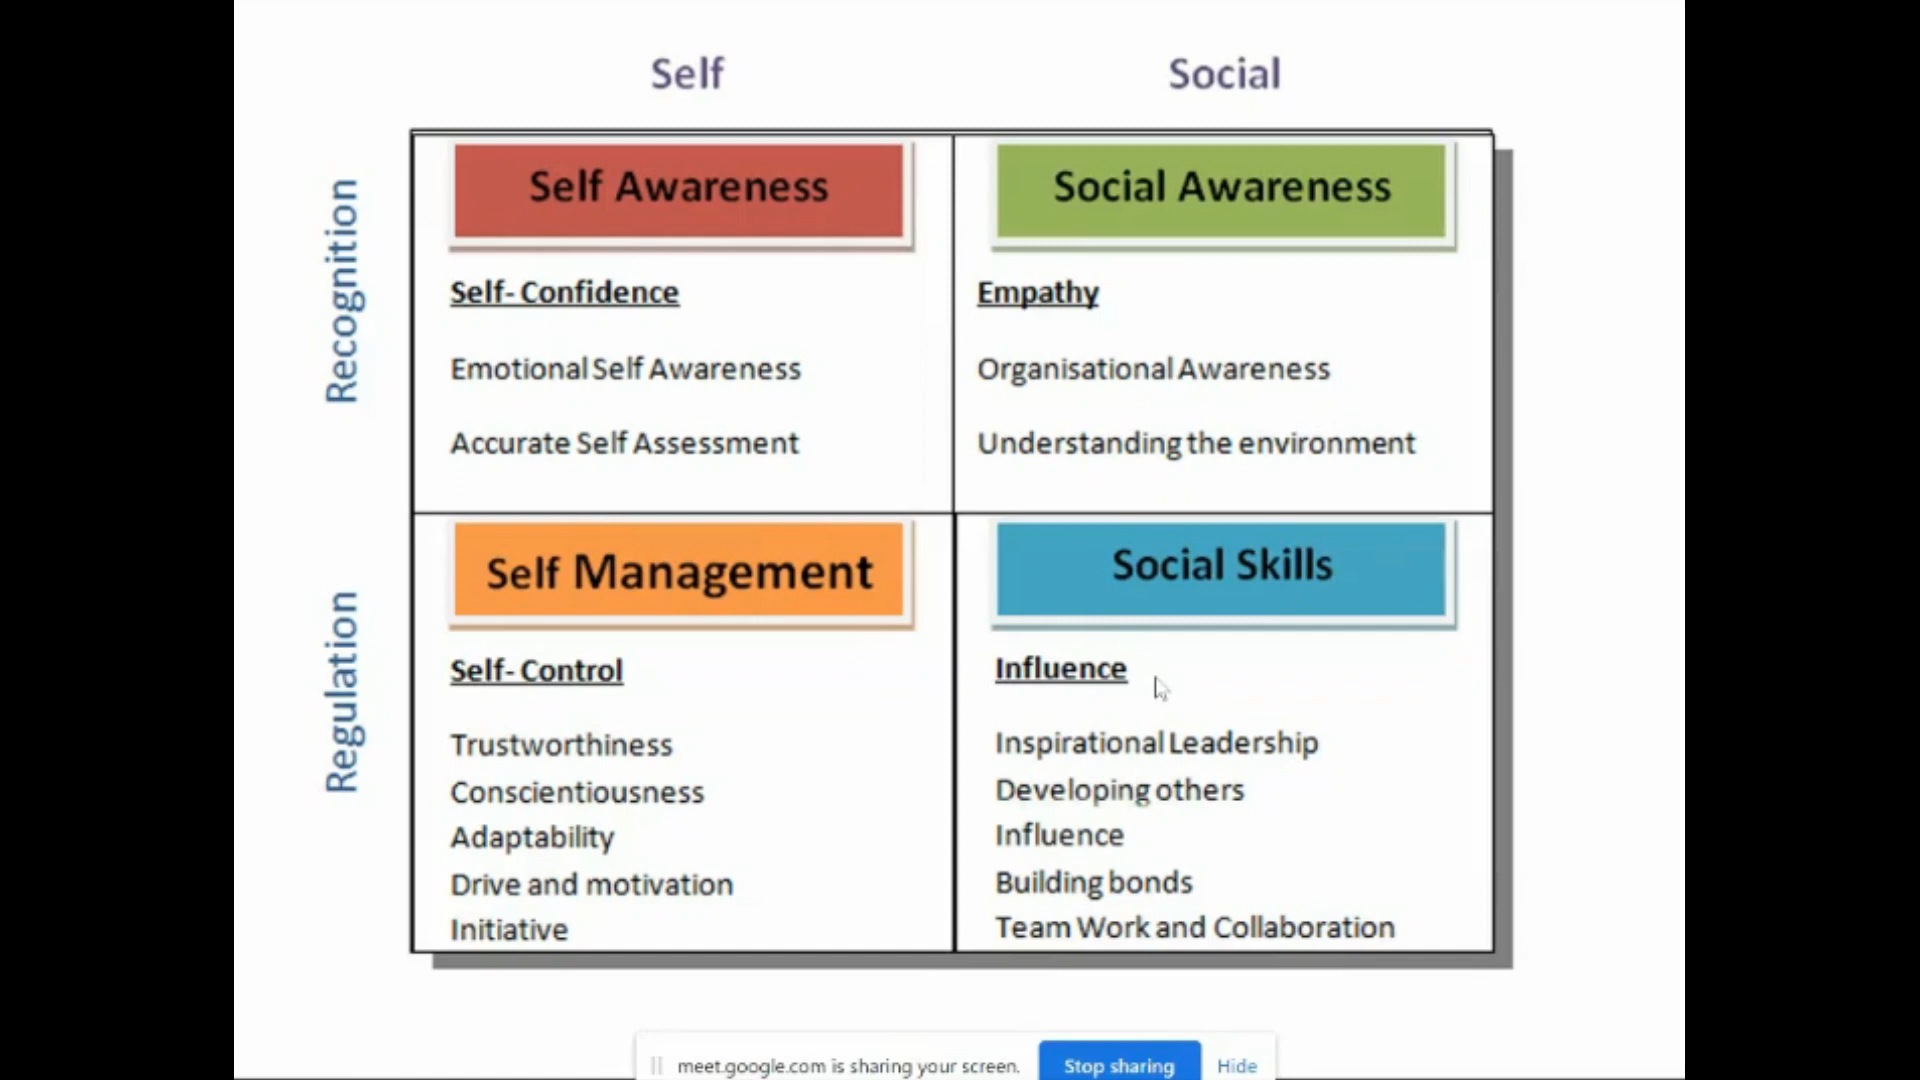 Self
Social
Recognition
Self Awareness
Self- Confidence
Emotional Self Awareness
Accurate Self Assessment
Social Awareness
Empathy
Organisational Awareness
Understanding the environment
Regulation
Self Management
Self- Control
Trustworthiness
Conscientiousness
Adaptability
Drive and motivation
Initiative
Social Skills
Influence
Inspirational Leadership
Developing others
Influence
Building bonds
Team Work and Collaboration
meet.google.com is sharing your screen.
Stop sharing
Hide